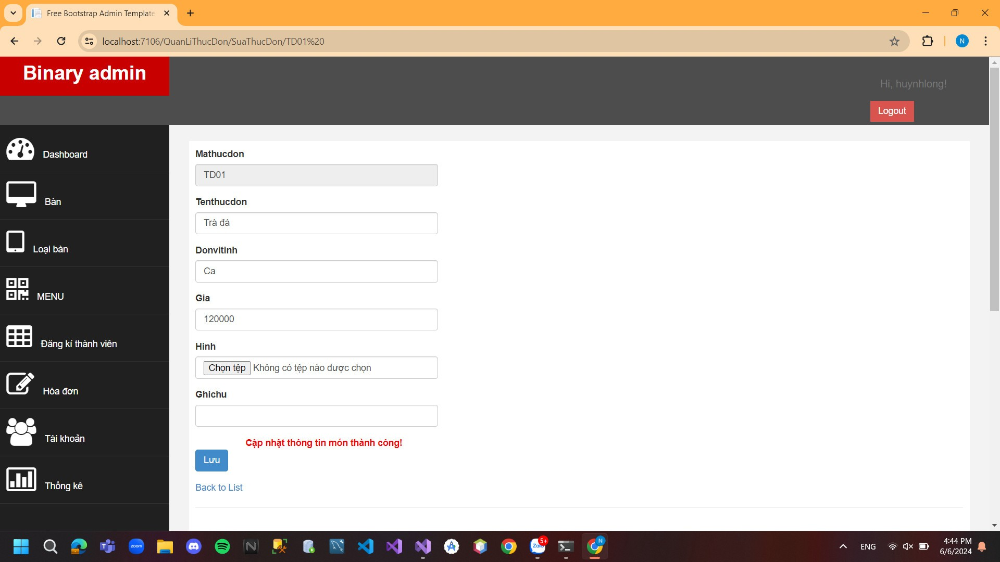 Free Bootstrap Admin Template
localhost:7106/QuanLiThucDon/SuaThucDon/TD01%20
N
Binary admin
Hi, huynhlong!
Logout
Dashboard
Bàn
Loại bàn
MENU
Đăng kí thành viên
Hóa đơn
Tài khoản
Thống kê
Mathucdon
TD01
Tenthucdon
Trà đá
Donvitinh
Ca
Gia
120000
Hinh
Chọn tệp Không có tệp nào được chọn
Ghichu
Cập nhật thông tin món thành công!
Lưu
Back to List
zoom
N
Zalo
5+
N
ENG
4:44 PM
6/6/2024